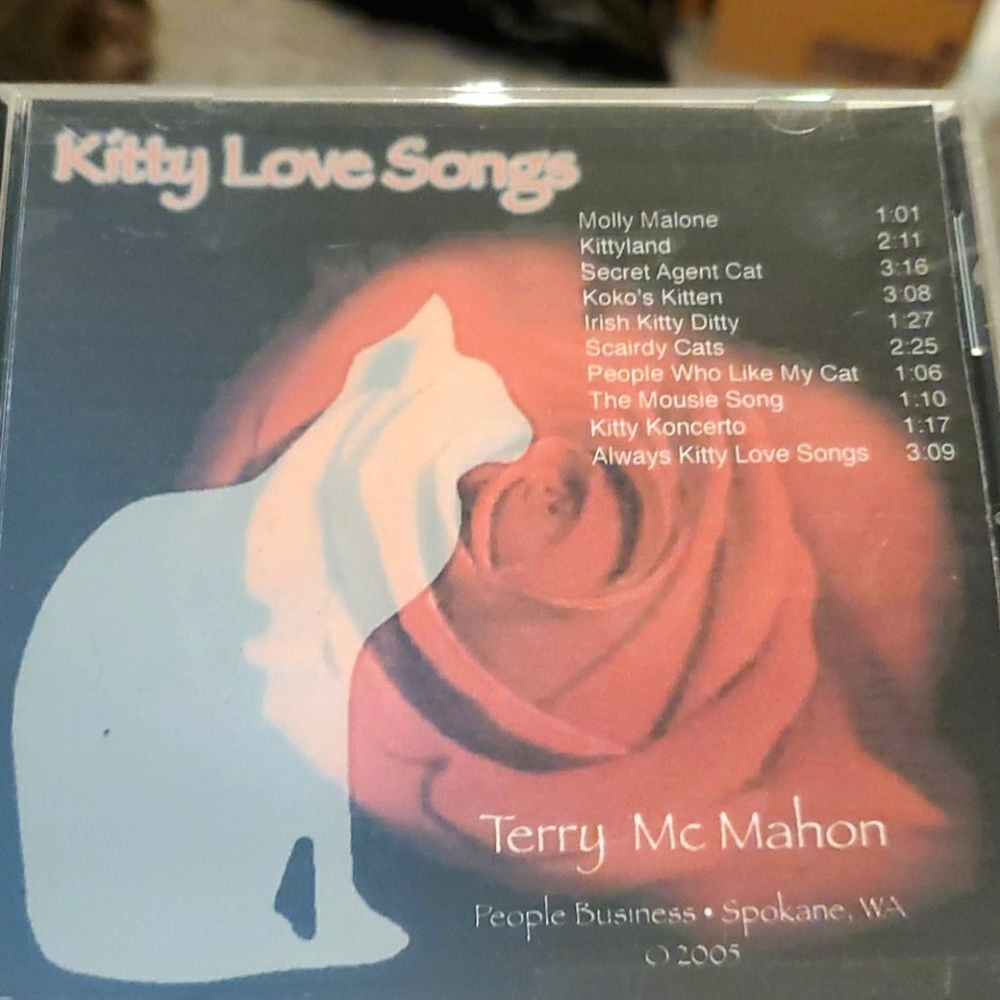 Kitty Love Songs
Molly Malone 1:01
Kittyland 2:11
Secret Agent Cat 3:16
Koko's Kitten 3:08
Irish Kitty Ditty 1:27
Scairdy Cats 2:25
People Who Like My Cat 1:06
The Mousie Song 1:10
Kitty Koncerto 1:17
Always Kitty Love Songs 3:09
Terry Mc Mahon
People Business • Spokane, WA
© 2005